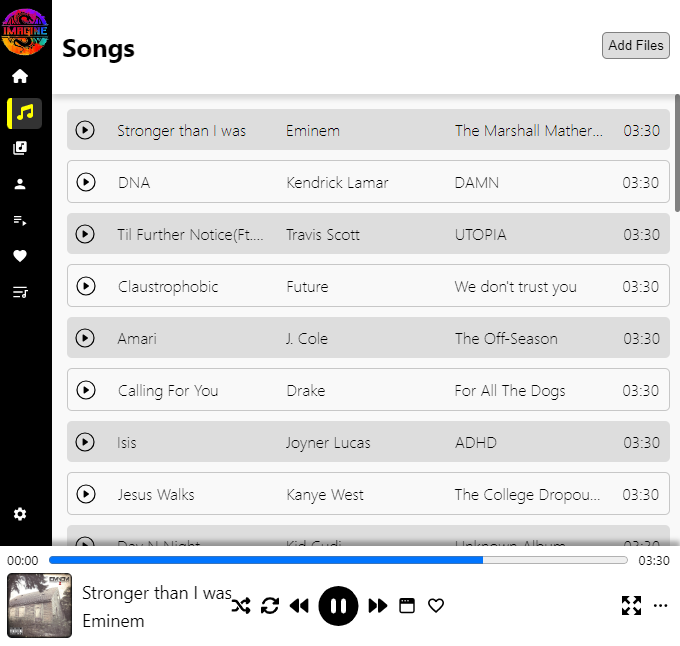 IMAGINE
Songs
Add Files
Stronger than I was Eminem The Marshall Mather... 03:30
DNA Kendrick Lamar DAMN 03:30
Til Further Notice(Ft.... Travis Scott UTOPIA 03:30
Claustrophobic Future We don't trust you 03:30
Amari J. Cole The Off-Season 03:30
Calling For You Drake For All The Dogs 03:30
Isis Joyner Lucas ADHD 03:30
Jesus Walks Kanye West The College Dropou... 03:30
Day N Night Kid Cudi Unknown Album 03:30
00:00 03:30
Stronger than I was
Eminem